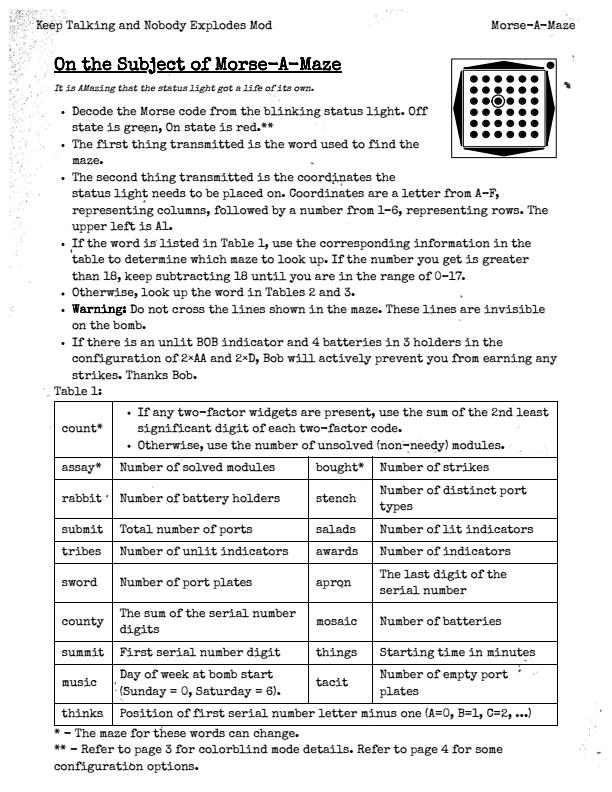 Keep Talking and Nobody Explodes Mod Morse-A-Maze
On the Subject of Morse-A-Maze
It is AMazing that the status light got a life of its own.
• Decode the Morse code from the blinking status light. Off
state is green, On state is red.**
• The first thing transmitted is the word used to find the
maze.
• The second thing transmitted is the coordinates the
status light needs to be placed on. Coordinates are a letter from A-F,
representing columns, followed by a number from 1-6, representing rows. The
upper left is A1.
• If the word is listed in Table 1, use the corresponding information in the
table to determine which maze to look up. If the number you get is greater
than 18, keep subtracting 18 until you are in the range of 0-17.
• Otherwise, look up the word in Tables 2 and 3.
• Warning: Do not cross the lines shown in the maze. These lines are invisible
on the bomb.
• If there is an unlit BOB indicator and 4 batteries in 3 holders in the
configuration of 2×AA and 2×D, Bob will actively prevent you from earning any
strikes. Thanks Bob.
Table 1:
• If any two-factor widgets are present, use the sum of the 2nd least
significant digit of each two-factor code.
count*
• Otherwise, use the number of unsolved (non-needy) modules.
assay* Number of solved modules bought* Number of strikes
rabbit Number of battery holders stench Number of distinct port
types
submit Total number of ports salads Number of lit indicators
tribes Number of unlit indicators awards Number of indicators
sword Number of port plates apron The last digit of the
serial number
county The sum of the serial number
digits mosaic Number of batteries
summit First serial number digit things Starting time in minutes
music Day of week at bomb start
(Sunday = 0, Saturday = 6). tacit Number of empty port
plates
thinks Position of first serial number letter minus one (A=0, B=1, C=2, ...)
* - The maze for these words can change.
** - Refer to page 3 for colorblind mode details. Refer to page 4 for some
configuration options.